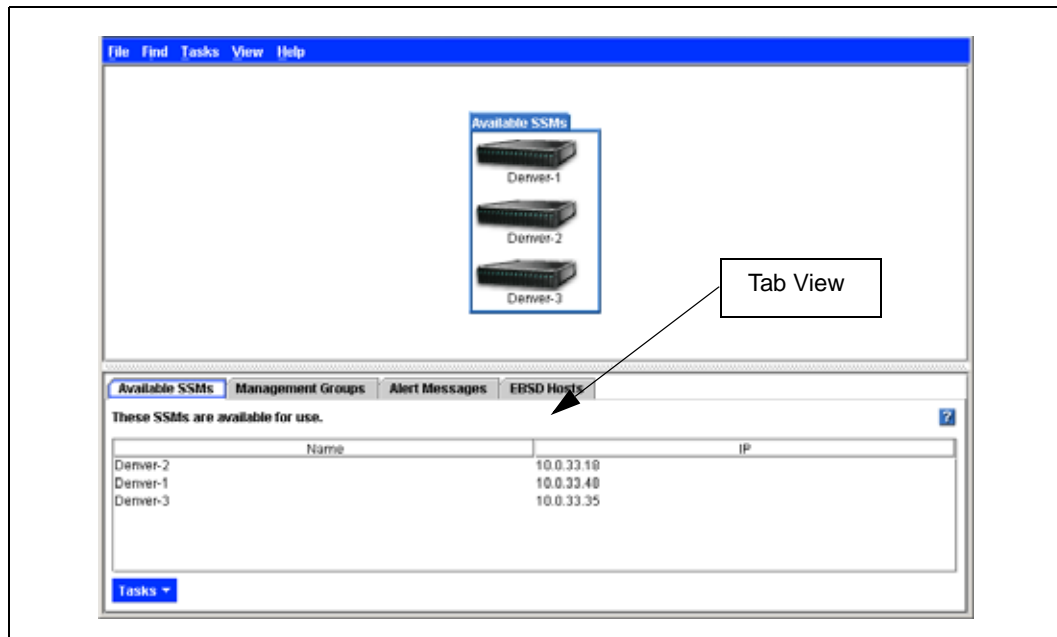 File Find Tasks View Help
Available SSMs
Denver-1
Denver-2
Denver-3
Tab View
Available SSMs Management Groups Alert Messages EBSD Hosts
These SSMs are available for use.
?
Name IP
Denver-2 10.0.33.18
Denver-1 10.0.33.48
Denver-3 10.0.33.35
Tasks